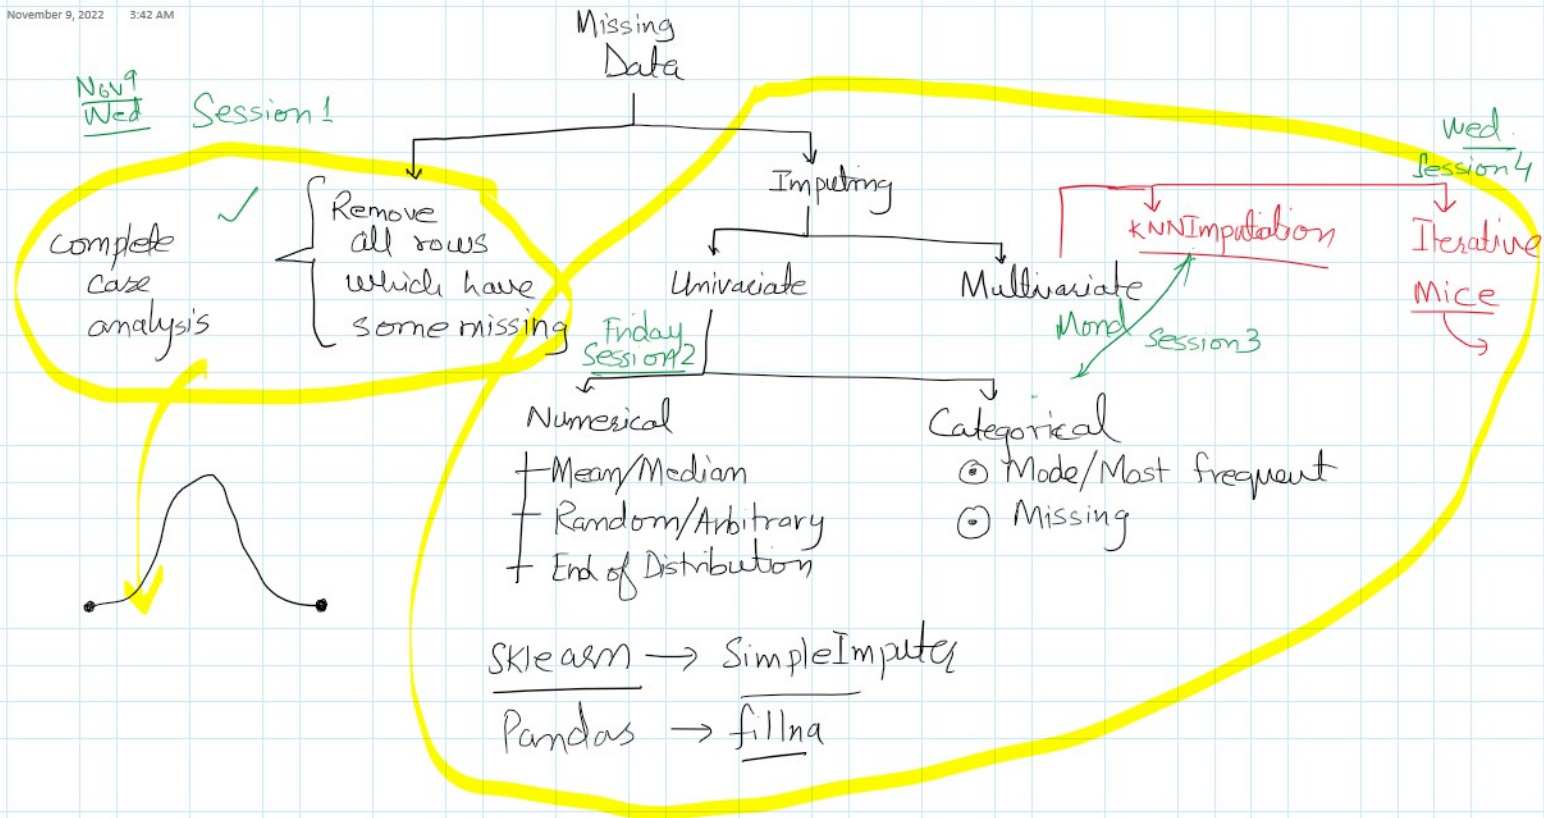 November 9, 2022 3:42 AM
Missing
Data
Nov 9
Wed
Session 1
Wed.
Session 4
Imputing
Remove
all rows
which have
some missing
Complete
case
analysis
KNNImputation
Iterative
Mice
Univariate
Multivariate
Friday
Session 2
Mond
Session 3
Numerical
Mean/Median
Random/Arbitrary
End of Distribution
Categorical
Mode/Most frequent
Missing
Sklearn → SimpleImputer
Pandas → fillna